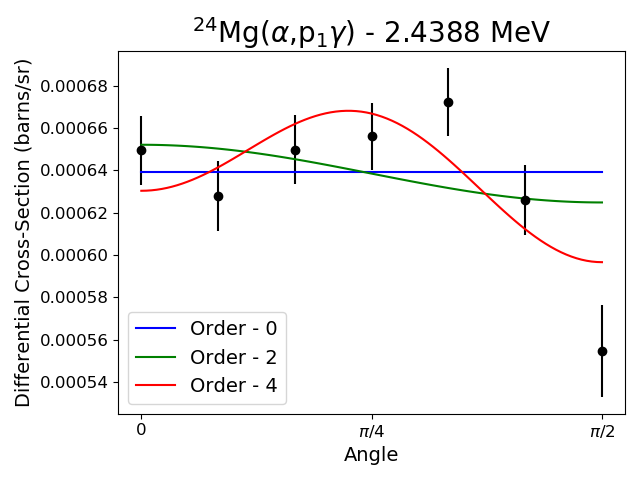 ²⁴Mg(α,p₁γ) - 2.4388 MeV
Differential Cross-Section (barns/sr)
0.00068
0.00066
0.00064
0.00062
0.00060
0.00058
0.00056
0.00054
Order - 0
Order - 2
Order - 4
0 π/4 π/2
Angle